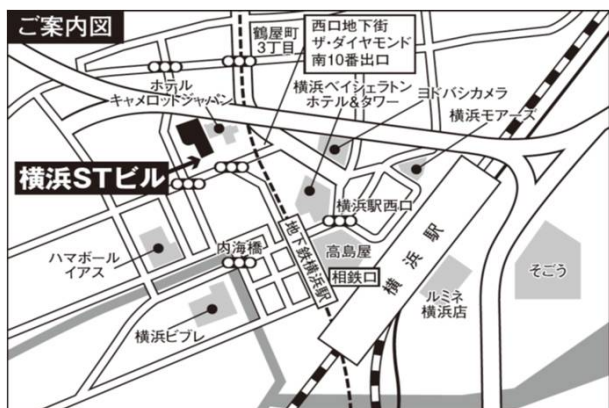 ご案内図
鶴屋町
3丁目
西口地下街
ザ・ダイヤモンド
南10番出口
ホテル
キャメロットジャパン
横浜ベイシェラトン
ホテル&タワー
ヨドバシカメラ
横浜モアーズ
横浜STビル
横浜駅西口
ハマボール
イアス
内海橋
地下鉄横浜駅
高島屋
相鉄口
横浜駅
ルミネ
横浜店
そごう
横浜ビブレ